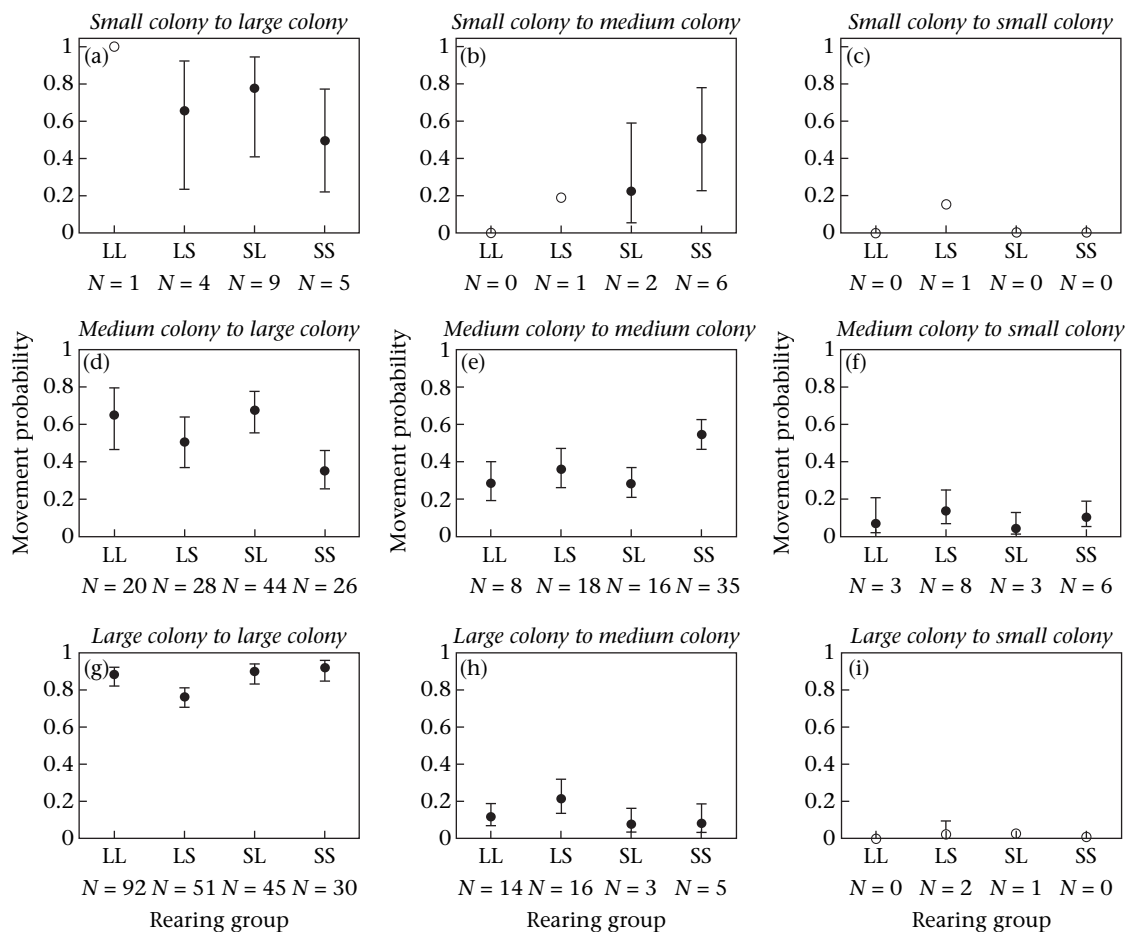 Small colony to large colony
Small colony to medium colony
Small colony to small colony
1
0.8
0.6
0.4
0.2
0
(a)
LL LS SL SS
N = 1 N = 4 N = 9 N = 5
1
0.8
0.6
0.4
0.2
0
(b)
LL LS SL SS
N = 0 N = 1 N = 2 N = 6
1
0.8
0.6
0.4
0.2
0
(c)
LL LS SL SS
N = 0 N = 1 N = 0 N = 0
Medium colony to large colony
Medium colony to medium colony
Medium colony to small colony
Movement probability
1
0.8
0.6
0.4
0.2
0
(d)
LL LS SL SS
N = 20 N = 28 N = 44 N = 26
Movement probability
1
0.8
0.6
0.4
0.2
0
(e)
LL LS SL SS
N = 8 N = 18 N = 16 N = 35
Movement probability
1
0.8
0.6
0.4
0.2
0
(f)
LL LS SL SS
N = 3 N = 8 N = 3 N = 6
Large colony to large colony
Large colony to medium colony
Large colony to small colony
1
0.8
0.6
0.4
0.2
0
(g)
LL LS SL SS
N = 92 N = 51 N = 45 N = 30
Rearing group
1
0.8
0.6
0.4
0.2
0
(h)
LL LS SL SS
N = 14 N = 16 N = 3 N = 5
Rearing group
1
0.8
0.6
0.4
0.2
0
(i)
LL LS SL SS
N = 0 N = 2 N = 1 N = 0
Rearing group